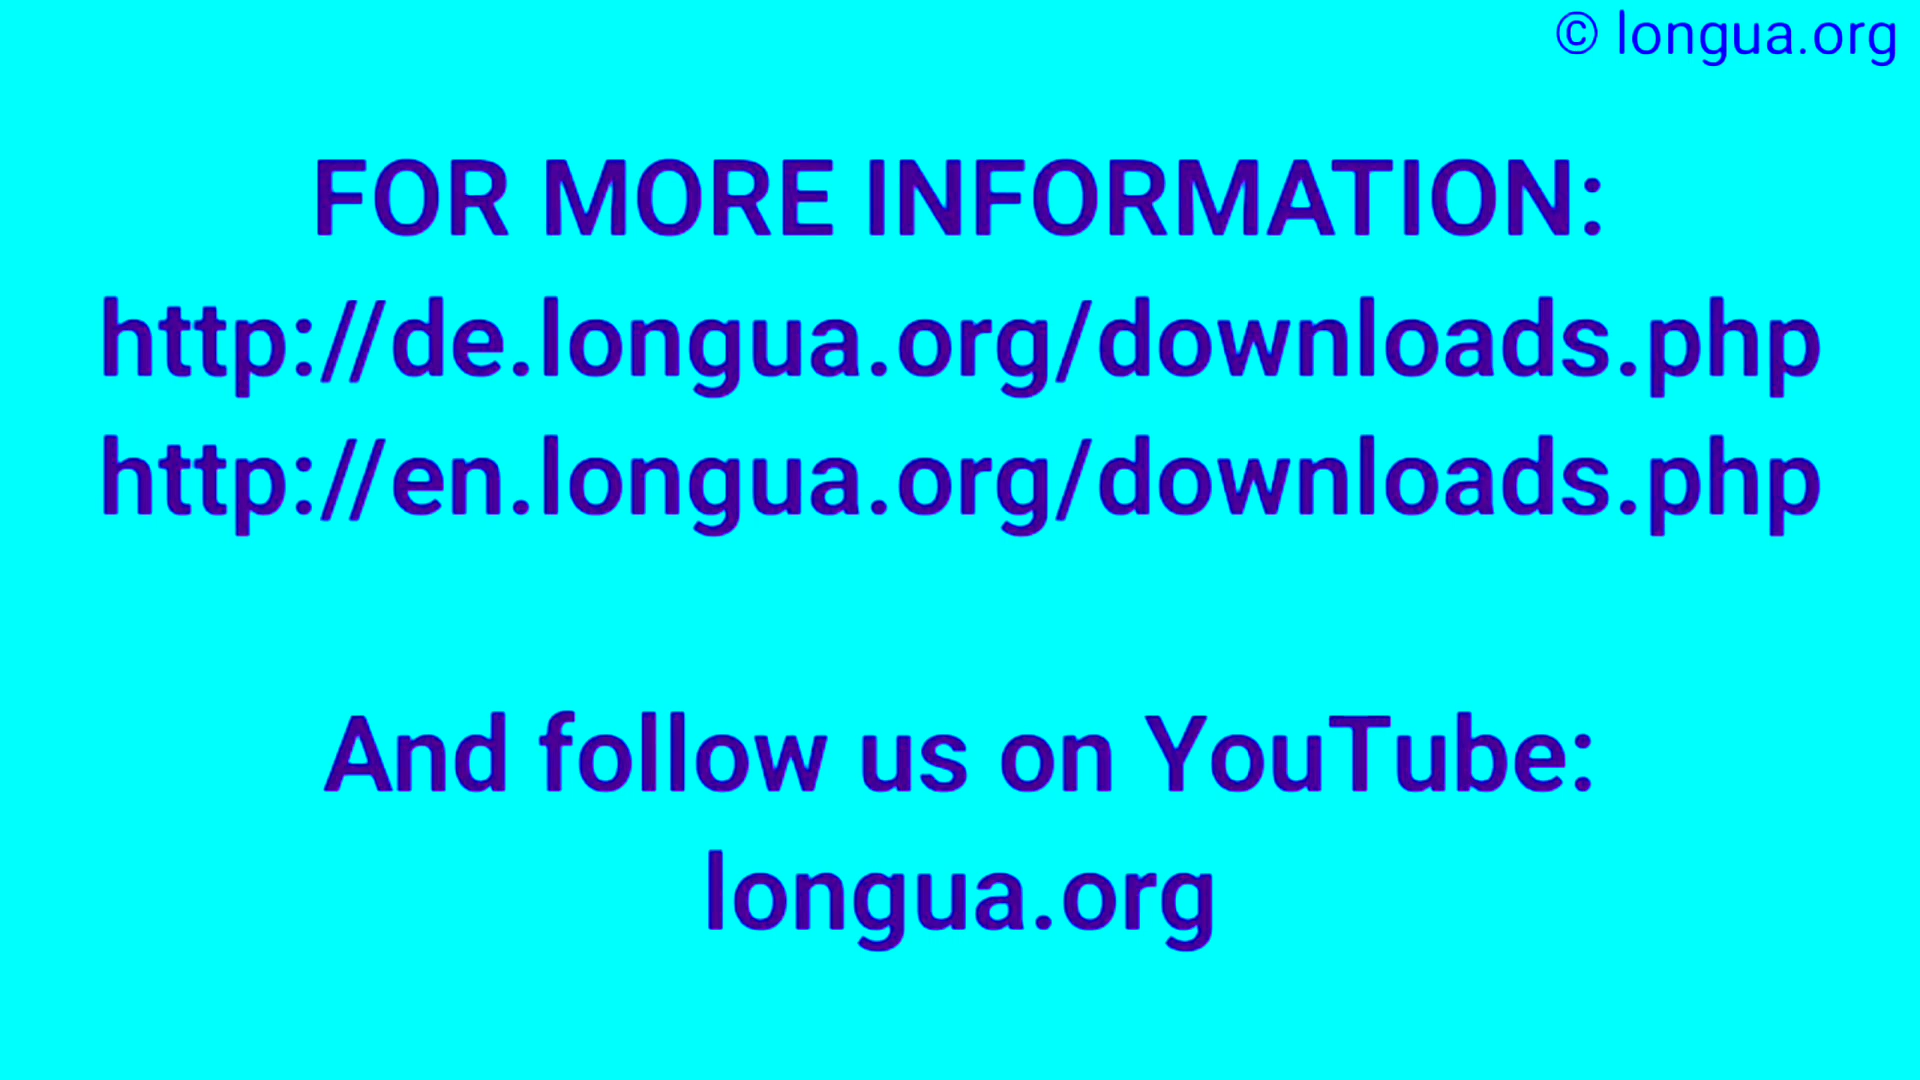 © longua.org
FOR MORE INFORMATION:
http://de.longua.org/downloads.php
http://en.longua.org/downloads.php
And follow us on YouTube:
longua.org